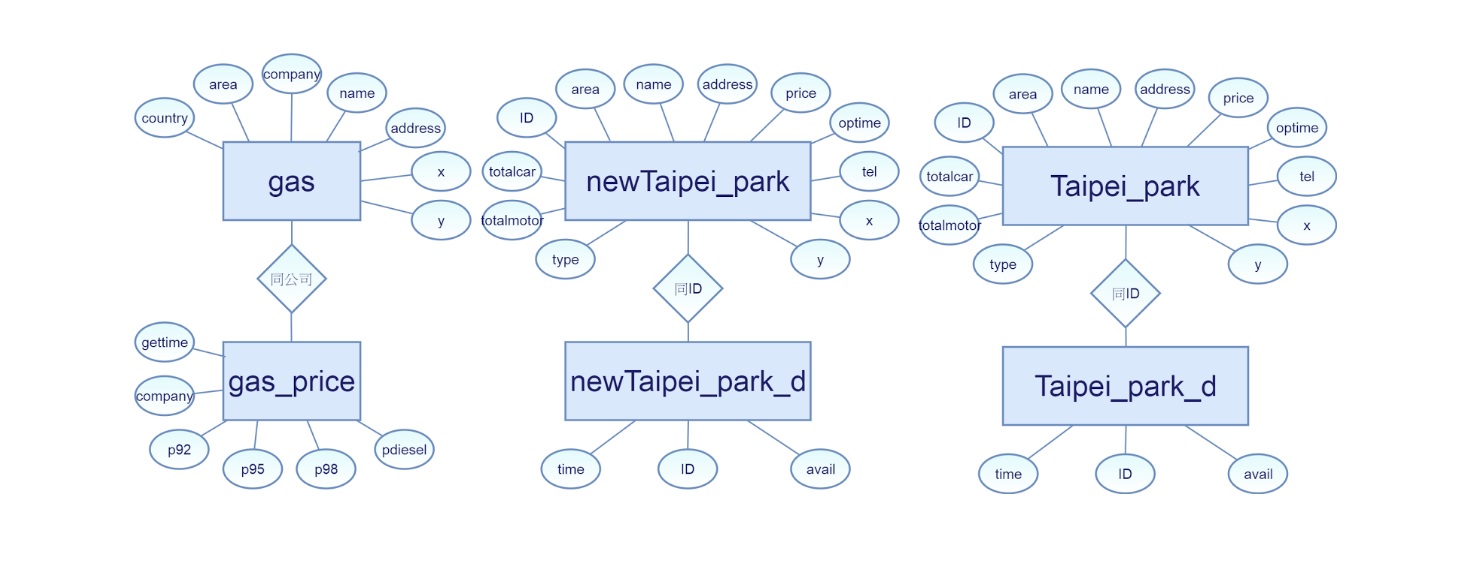 company
area
name
country
address
gas
x
y
同公司
gettime
gas_price
company
p92
p95
p98
pdiesel
area
name
address
price
ID
optime
totalcar
newTaipei_park
tel
totalmotor
x
type
y
同ID
newTaipei_park_d
time
ID
avail
area
name
address
price
ID
optime
totalcar
Taipei_park
tel
totalmotor
x
type
y
同ID
Taipei_park_d
time
ID
avail